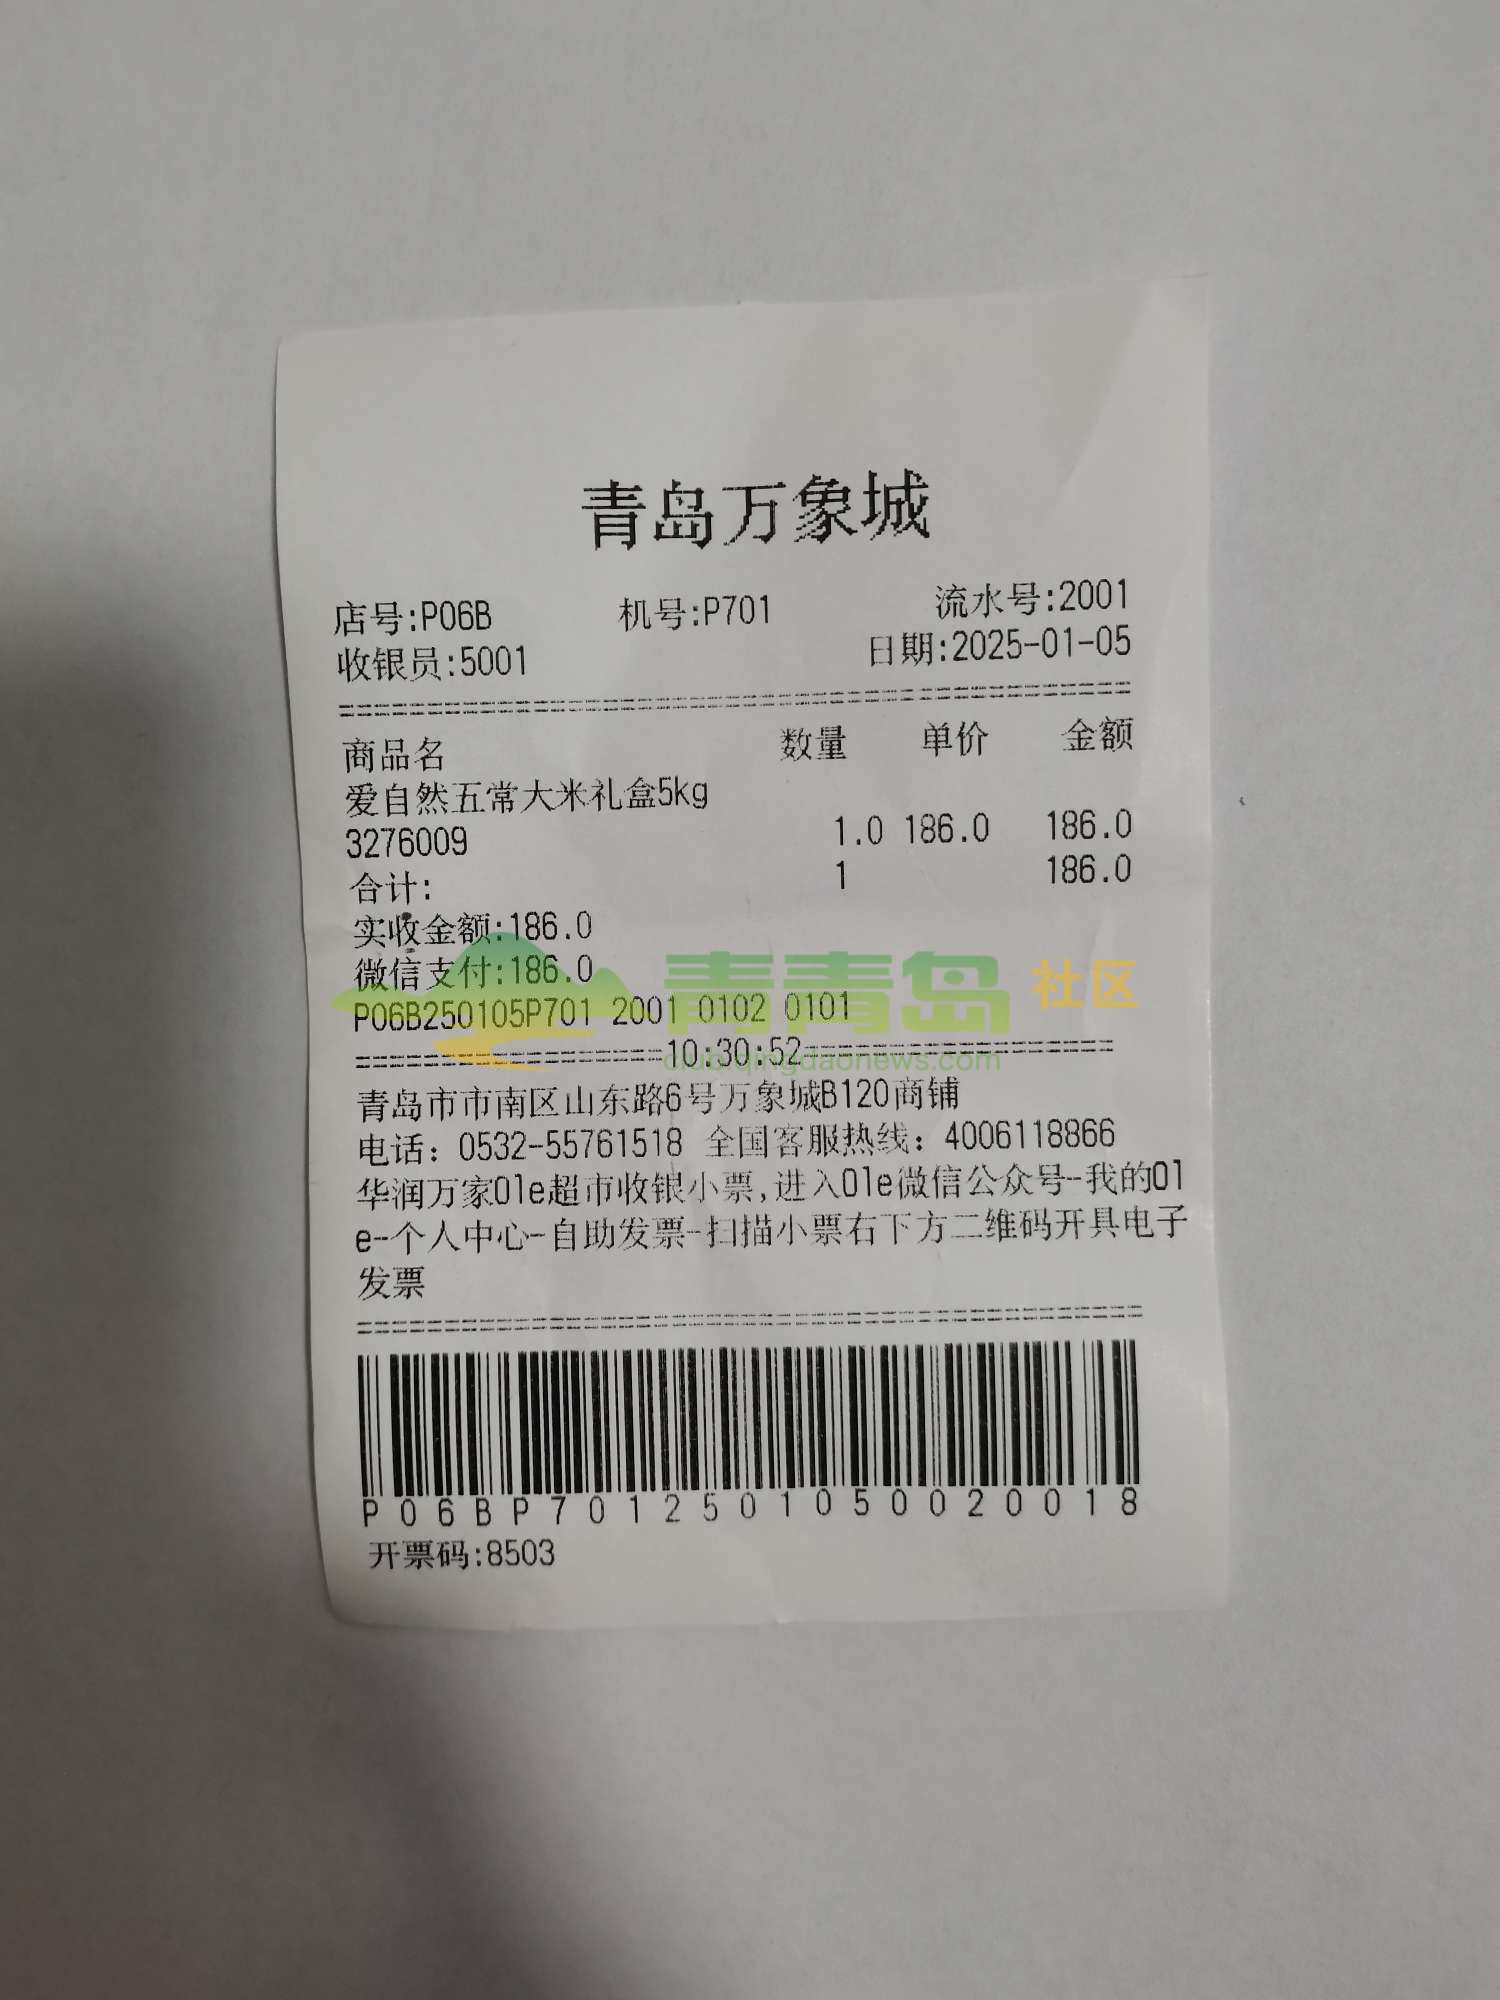 青岛万象城
店号:P06B 机号:P701 流水号:2001
收银员:5001 日期:2025-01-05
商品名 数量 单价 金额
爱自然五常大米礼盒5kg
3276009 1.0 186.0 186.0
合计: 1 186.0
实收金额:186.0
微信支付:186.0
青青岛 社区
P06B250105P701 2001 0102 0101
==================10:30:52==================
club.qingdaonews.com
青岛市市南区山东路6号万象城B120商铺
电话：0532-55761518 全国客服热线：4006118866
华润万家Ole超市收银小票,进入Ole微信公众号-我的Ol
e-个人中心-自助发票-扫描小票右下方二维码开具电子
发票
P06BP7012501050020018
开票码:8503